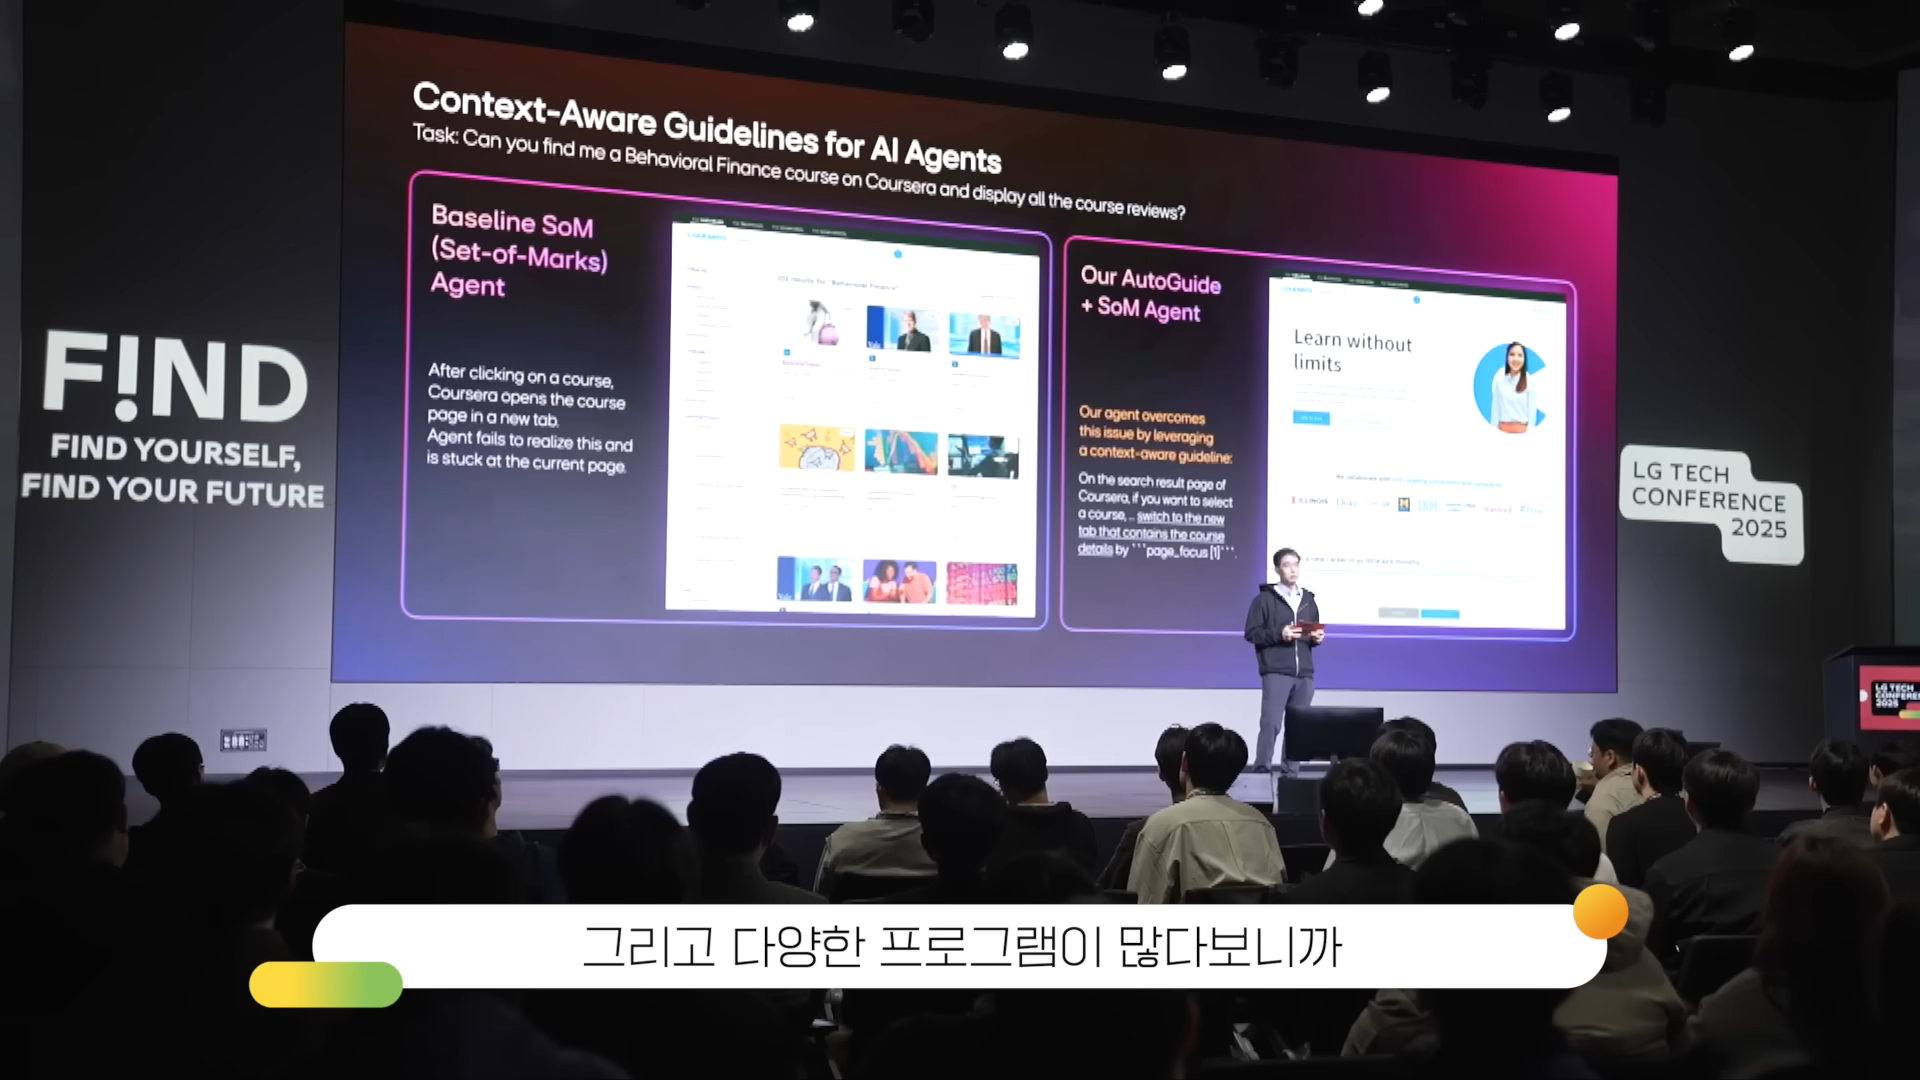 Context-Aware Guidelines for AI Agents
Task: Can you find me a Behavioral Finance course on Coursera and display all the course reviews?
Baseline SoM
(Set-of-Marks)
Agent
After clicking on a course,
Coursera opens the course
page in a new tab.
Agent fails to realize this and
is stuck at the current page.
Our AutoGuide
+ SoM Agent
Our agent overcomes
this issue by leveraging
a context-aware guideline:
On the search result page of
Coursera, if you want to select
a course, .. switch to the new
tab that contains the course
details by ```page_focus [1]```.
Learn without
limits
ILLINOIS Duke IBM
F!ND
FIND YOURSELF,
FIND YOUR FUTURE
LG TECH
CONFERENCE
2025
LG TECH
2025
그리고 다양한 프로그램이 많다보니까